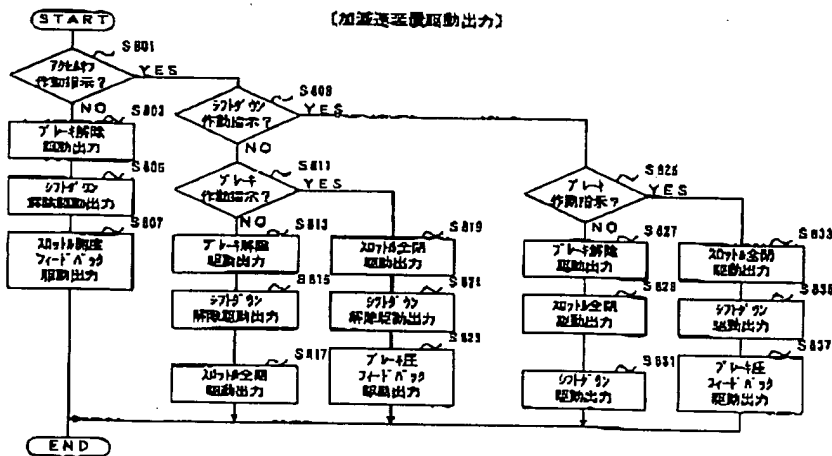 [加減速装置駆動出力]
START
S801
アクセルオフ
作動指示?
YES
NO
S803
ブレーキ解除
駆動出力
S805
シフトダウン
解除駆動出力
S807
スロットル開度
フィードバック
駆動出力
S809
シフトダウン
作動指示?
YES
NO
S811
ブレーキ
作動指示?
YES
NO
S813
ブレーキ解除
駆動出力
S815
シフトダウン
解除駆動出力
S817
スロットル全閉
駆動出力
S819
スロットル全閉
駆動出力
S821
シフトダウン
解除駆動出力
S823
ブレーキ圧
フィードバック
駆動出力
S825
ブレーキ
作動指示?
YES
NO
S827
ブレーキ解除
駆動出力
S829
スロットル全閉
駆動出力
S831
シフトダウン
駆動出力
S833
スロットル全閉
駆動出力
S835
シフトダウン
駆動出力
S837
ブレーキ圧
フィードバック
駆動出力
END